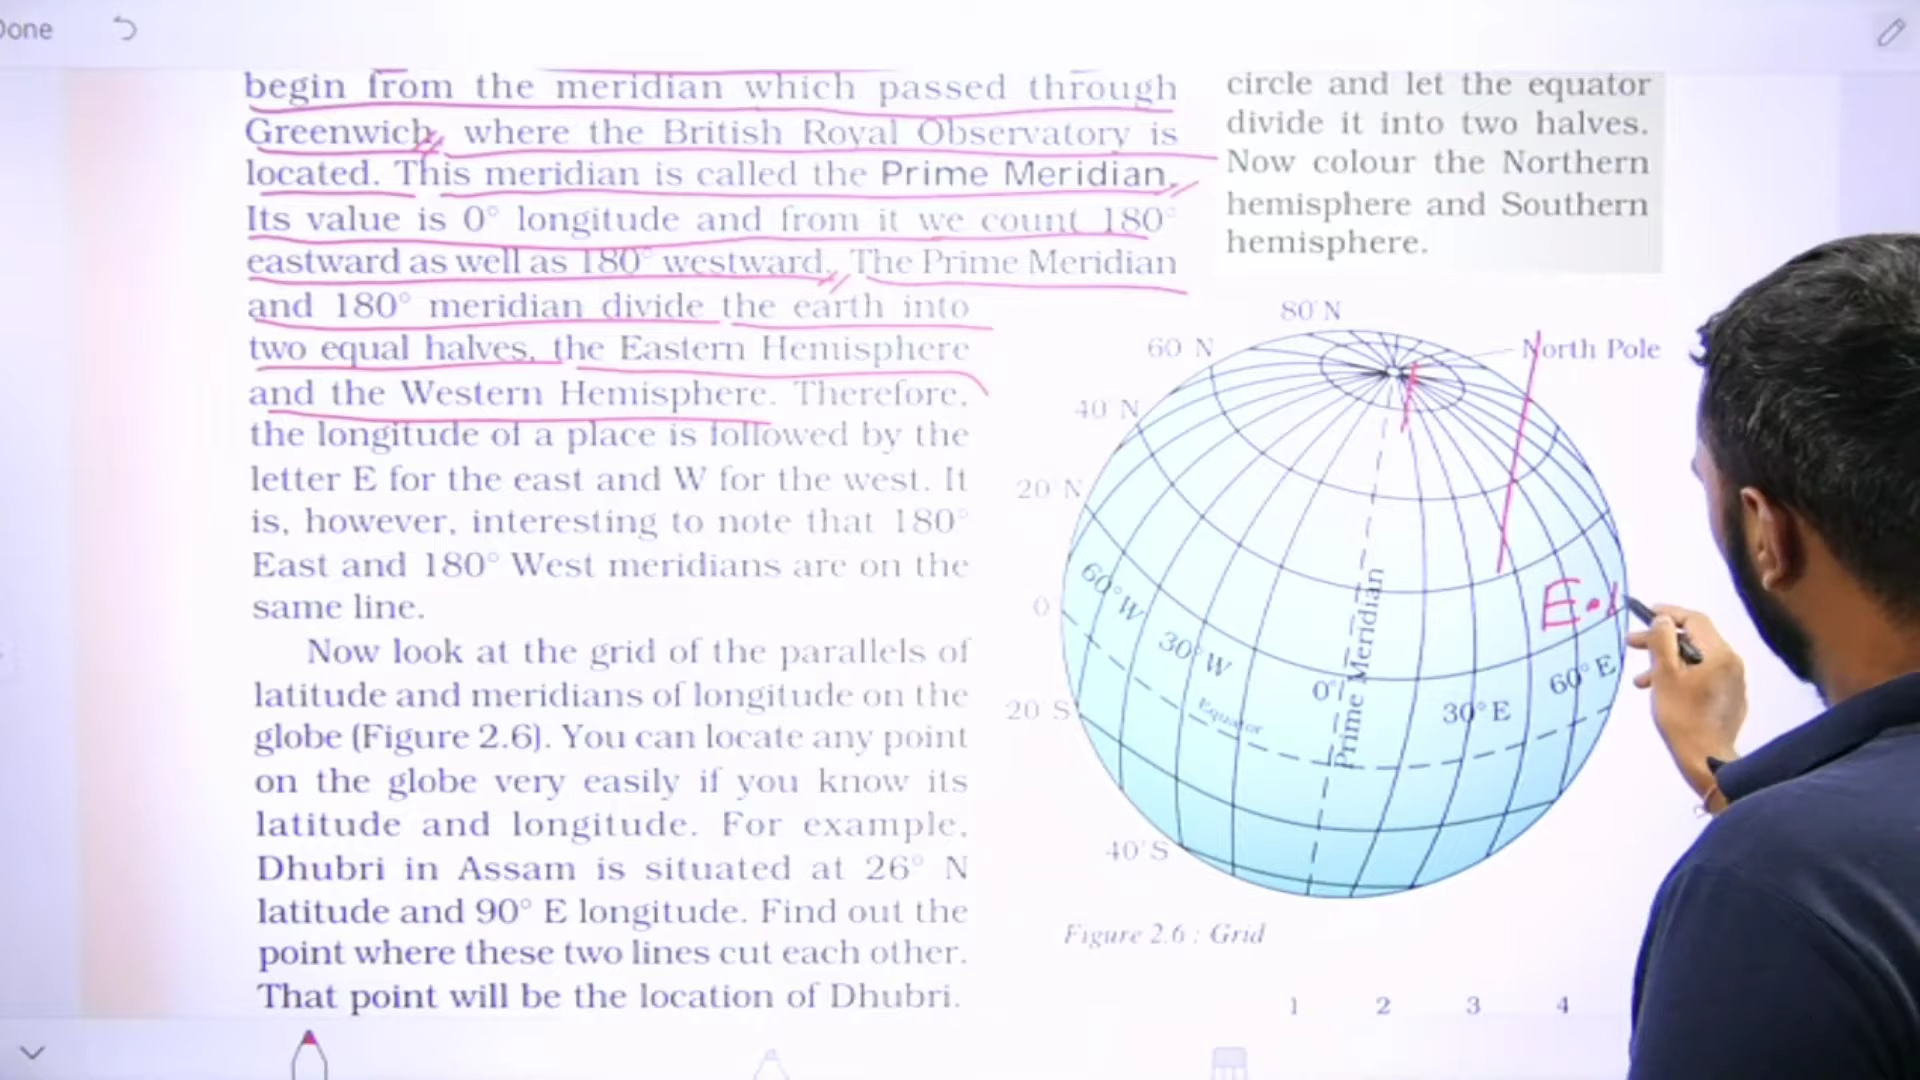 Done
begin from the meridian which passed through
Greenwich, where the British Royal Observatory is
located. This meridian is called the Prime Meridian.
Its value is 0° longitude and from it we count 180°
eastward as well as 180° westward. The Prime Meridian
and 180° meridian divide the earth into
two equal halves, the Eastern Hemisphere
and the Western Hemisphere. Therefore,
the longitude of a place is followed by the
letter E for the east and W for the west. It
is, however, interesting to note that 180°
East and 180° West meridians are on the
same line.
Now look at the grid of the parallels of
latitude and meridians of longitude on the
globe (Figure 2.6). You can locate any point
on the globe very easily if you know its
latitude and longitude. For example,
Dhubri in Assam is situated at 26° N
latitude and 90° E longitude. Find out the
point where these two lines cut each other.
That point will be the location of Dhubri.
circle and let the equator
divide it into two halves.
Now colour the Northern
hemisphere and Southern
hemisphere.
80°N
60 N
North Pole
40°N
20°N
0
60°W
30°W
0°
Prime Meridian
Equator
30°E
60°E
E.
20 S
40°S
Figure 2.6 : Grid
1 2 3 4